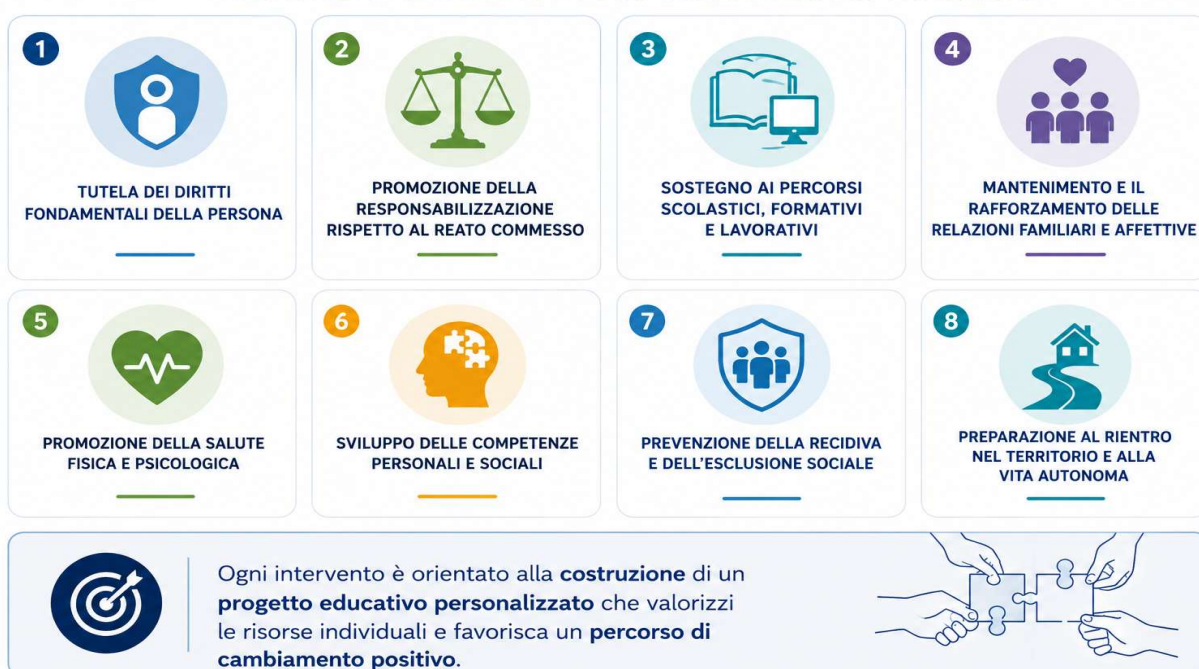 1
TUTELA DEI DIRITTI
FONDAMENTALI DELLA PERSONA
2
PROMOZIONE DELLA
RESPONSABILIZZAZIONE
RISPETTO AL REATO COMMESSO
3
SOSTEGNO AI PERCORSI
SCOLASTICI, FORMATIVI
E LAVORATIVI
4
MANTENIMENTO E IL
RAFFORZAMENTO DELLE
RELAZIONI FAMILIARI E AFFETTIVE
5
PROMOZIONE DELLA SALUTE
FISICA E PSICOLOGICA
6
SVILUPPO DELLE COMPETENZE
PERSONALI E SOCIALI
7
PREVENZIONE DELLA RECIDIVA
E DELL'ESCLUSIONE SOCIALE
8
PREPARAZIONE AL RIENTRO
NEL TERRITORIO E ALLA
VITA AUTONOMA
Ogni intervento è orientato alla costruzione di un
progetto educativo personalizzato che valorizzi
le risorse individuali e favorisca un percorso di
cambiamento positivo.